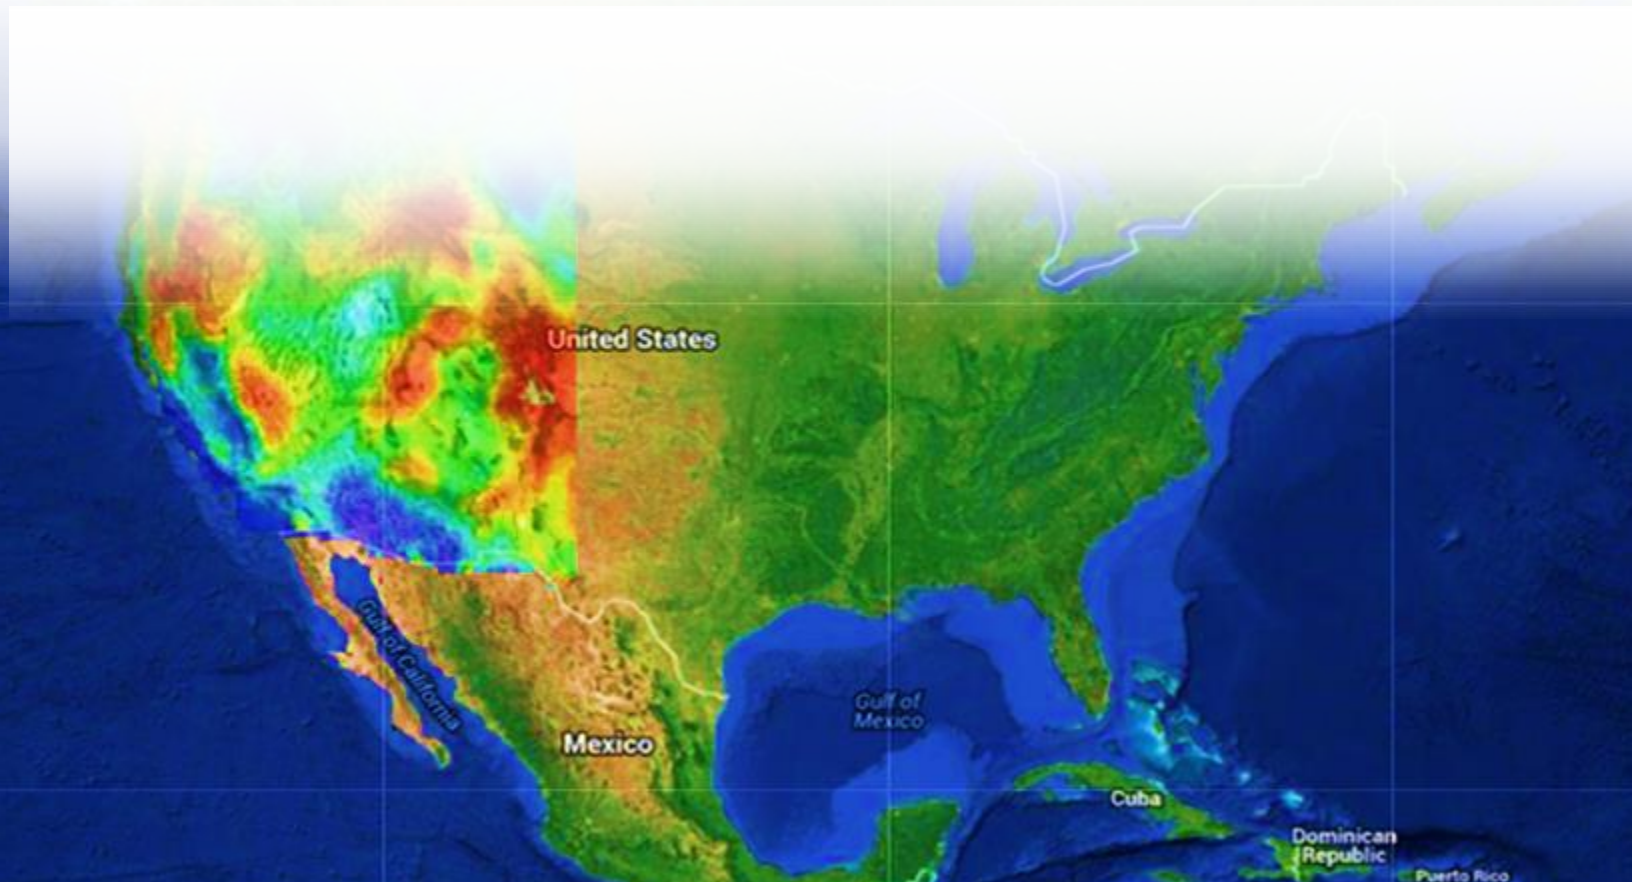 United States
Gulf of California
Gulf of
Mexico
Mexico
Cuba
Dominican
Republic
Puerto Rico